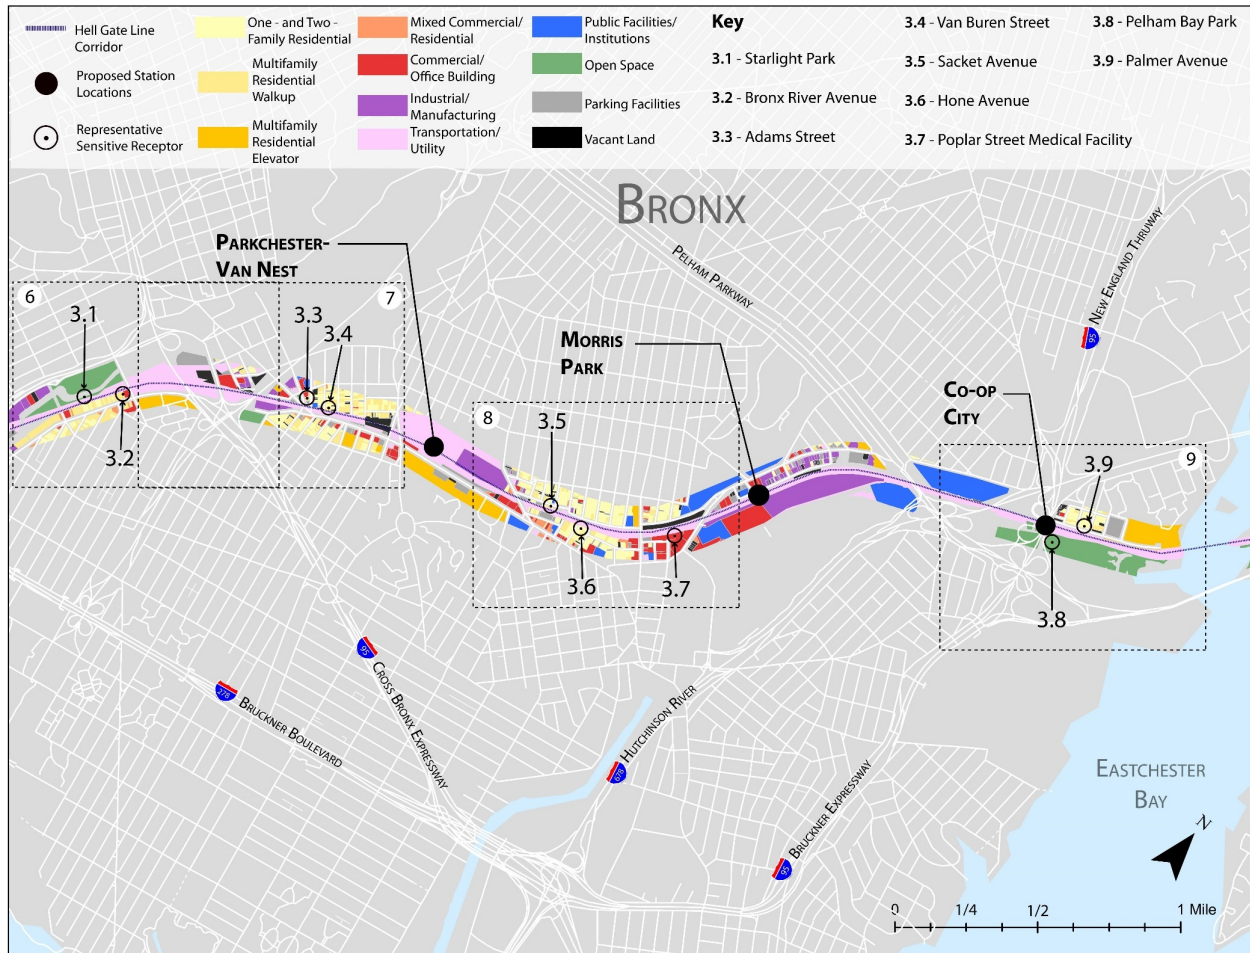 Hell Gate Line
Corridor
Proposed Station
Locations
Representative
Sensitive Receptor
One - and Two -
Family Residential
Multifamily
Residential
Walkup
Multifamily
Residential
Elevator
Mixed Commercial/
Residential
Commercial/
Office Building
Industrial/
Manufacturing
Transportation/
Utility
Public Facilities/
Institutions
Open Space
Parking Facilities
Vacant Land
Key
3.1 - Starlight Park
3.2 - Bronx River Avenue
3.3 - Adams Street
3.4 - Van Buren Street
3.5 - Sacket Avenue
3.6 - Hone Avenue
3.7 - Poplar Street Medical Facility
3.8 - Pelham Bay Park
3.9 - Palmer Avenue
BRONX
PARKCHESTER-
VAN NEST
PELHAM PARKWAY
95 NEW ENGLAND THRUWAY
6
7
3.1
3.3
3.4
3.2
MORRIS
PARK
CO-OP
CITY
8
3.5
3.6
3.7
9
3.9
3.8
278 BRUCKNER BOULEVARD
95 CROSS BRONX EXPRESSWAY
678 HUTCHINSON RIVER
95 BRUCKNER EXPRESSWAY
EASTCHESTER
BAY
N
0 1/4 1/2 1 Mile